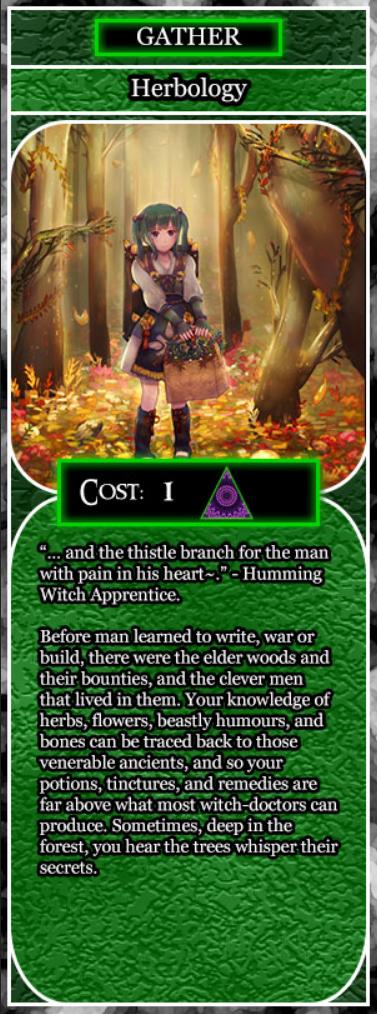 GATHER
Herbology
COST: I
“... and the thistle branch for the man
with pain in his heart~.” - Humming
Witch Apprentice.
Before man learned to write, war or
build, there were the elder woods and
their bounties, and the clever men
that lived in them. Your knowledge of
herbs, flowers, beastly humours, and
bones can be traced back to those
venerable ancients, and so your
potions, tinctures, and remedies are
far above what most witch-doctors can
produce. Sometimes, deep in the
forest, you hear the trees whisper their
secrets.